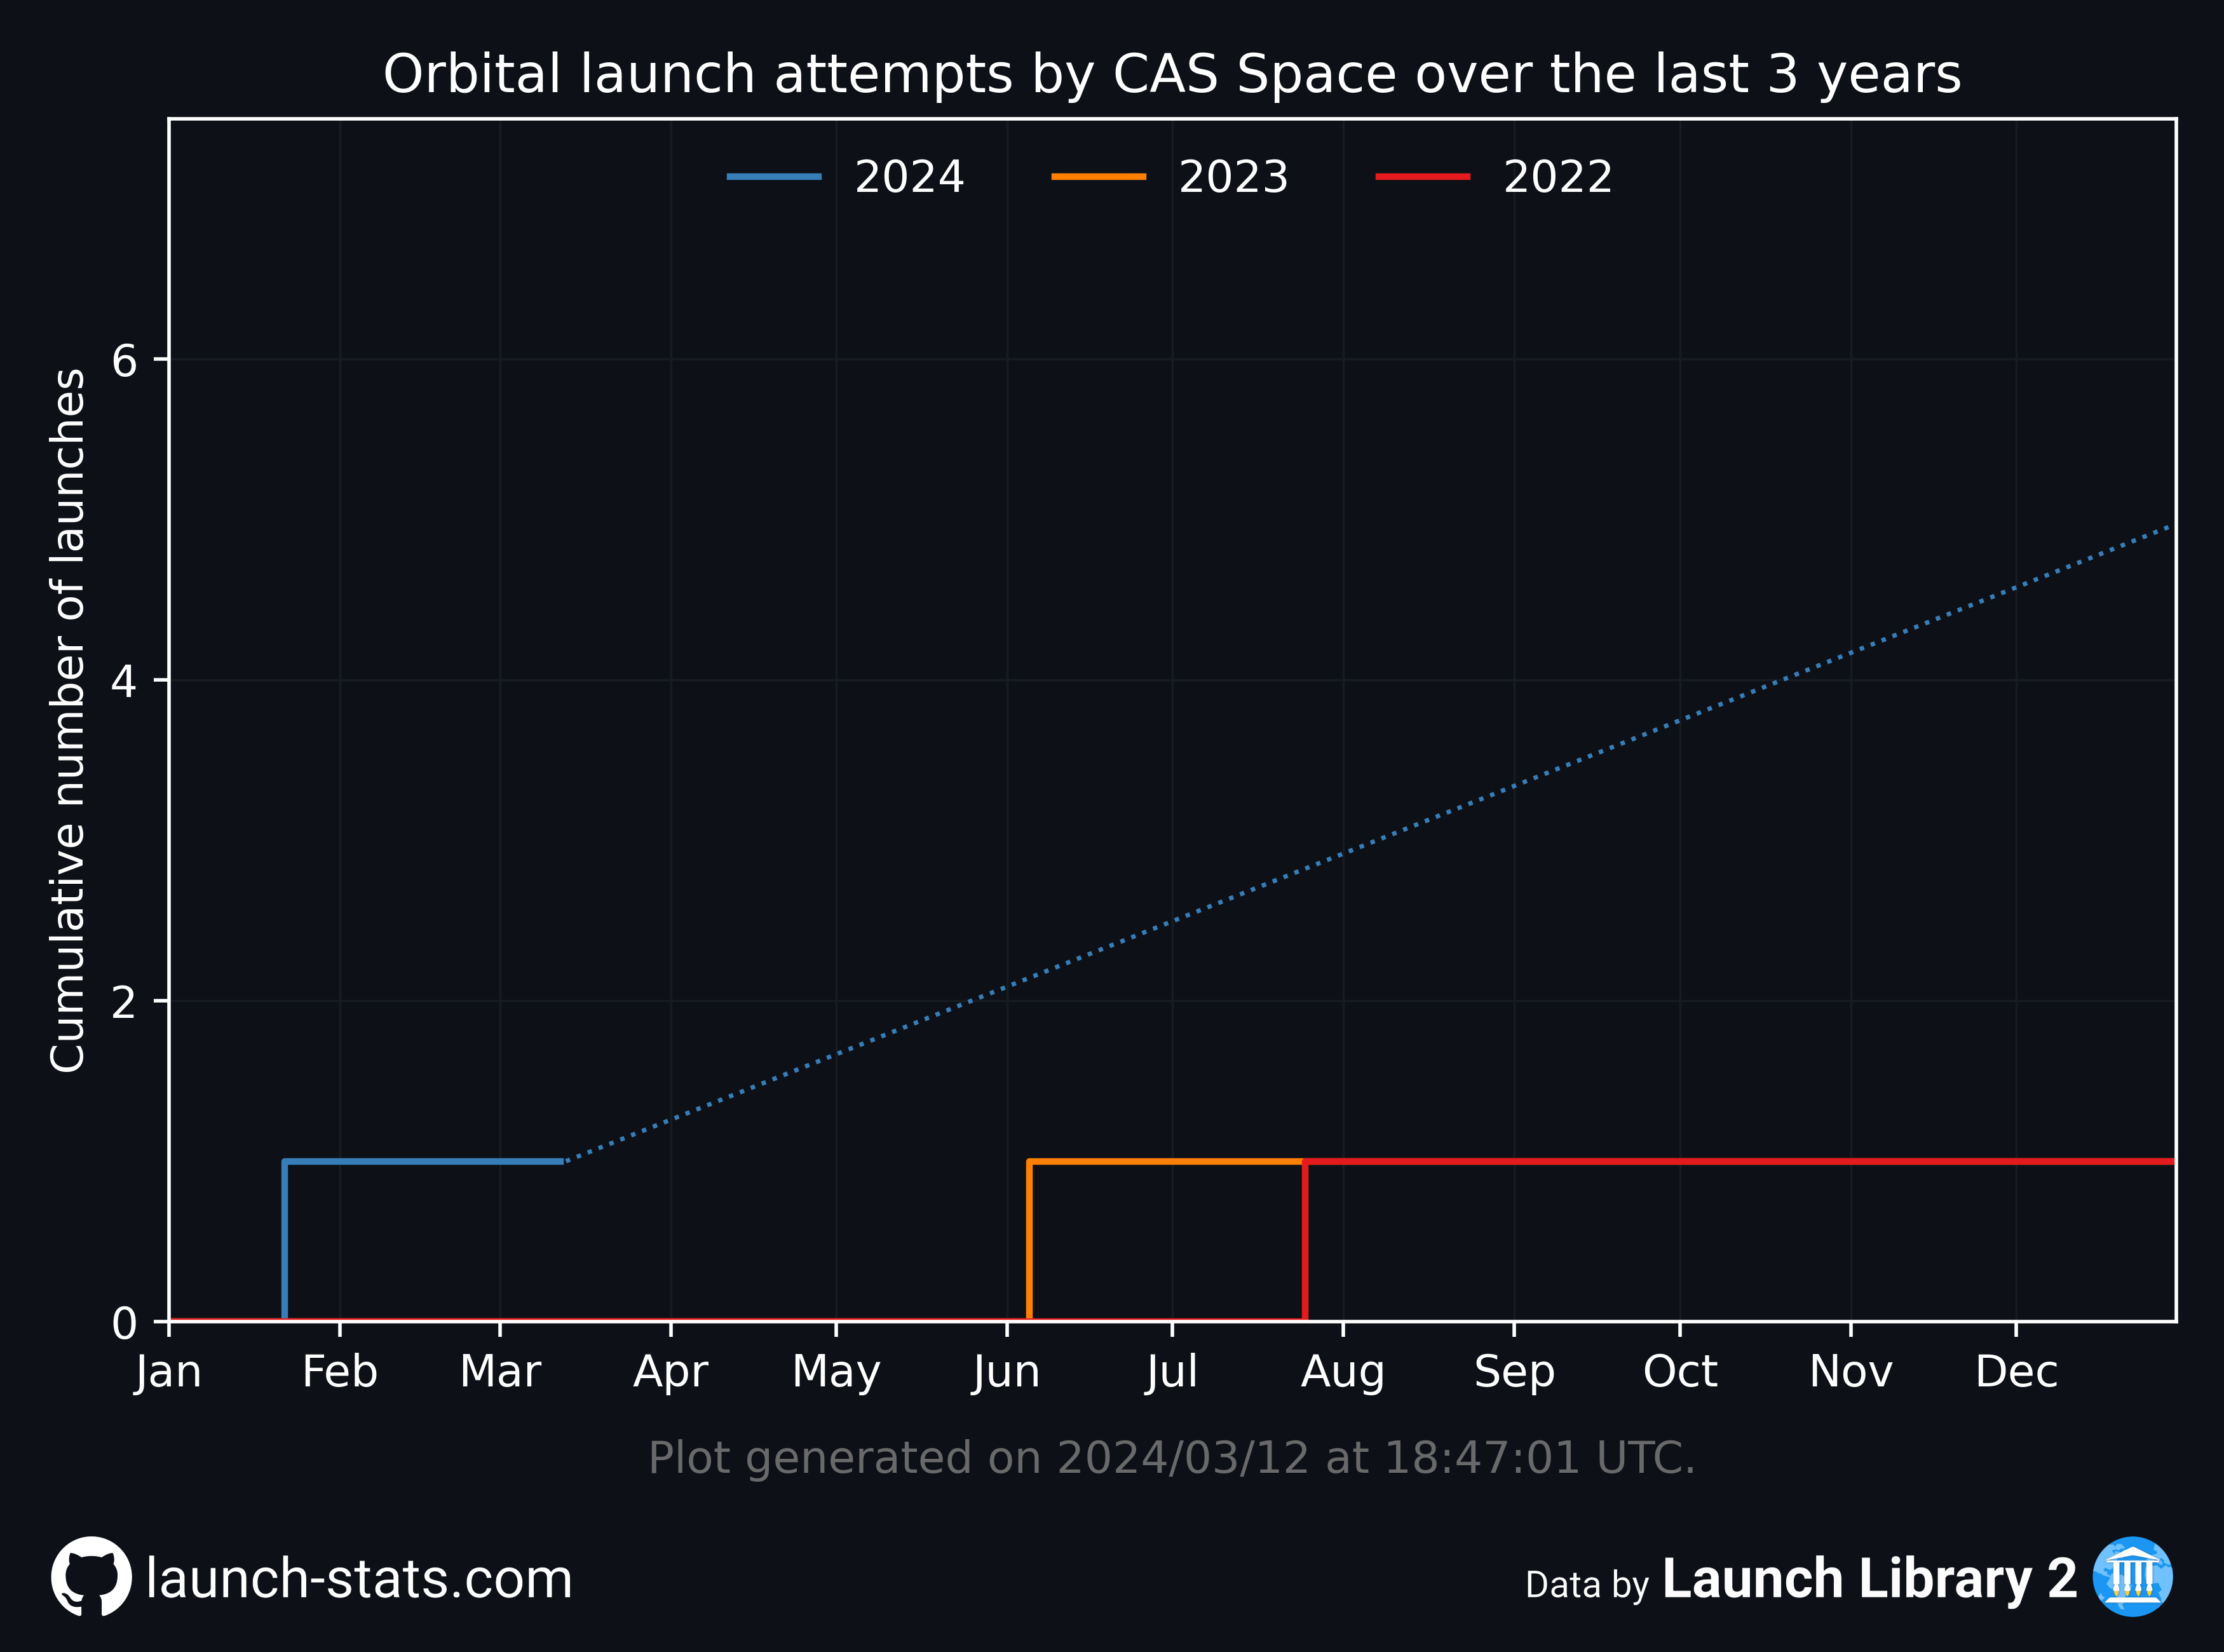 Orbital launch attempts by CAS Space over the last 3 years
2024 2023 2022
Cumulative number of launches
6
4
2
0
Jan Feb Mar Apr May Jun Jul Aug Sep Oct Nov Dec
Plot generated on 2024/03/12 at 18:47:01 UTC.
launch-stats.com
Data by Launch Library 2